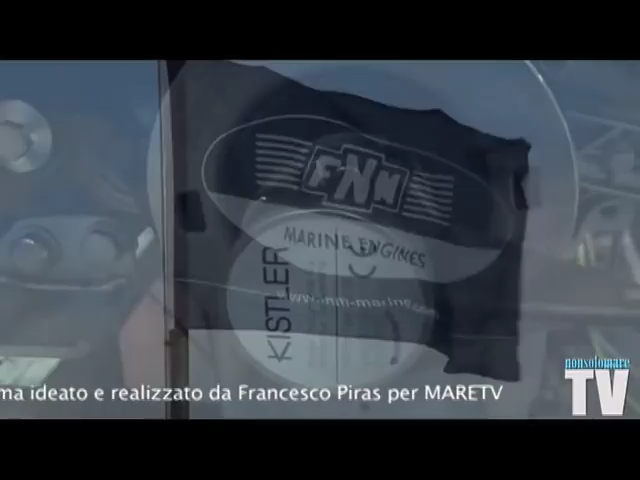 FNM
MARINE ENGINES
www.fnm-marine.com
KISTLER
ma ideato e realizzato da Francesco Piras per MARETV
nonsolomare
TV